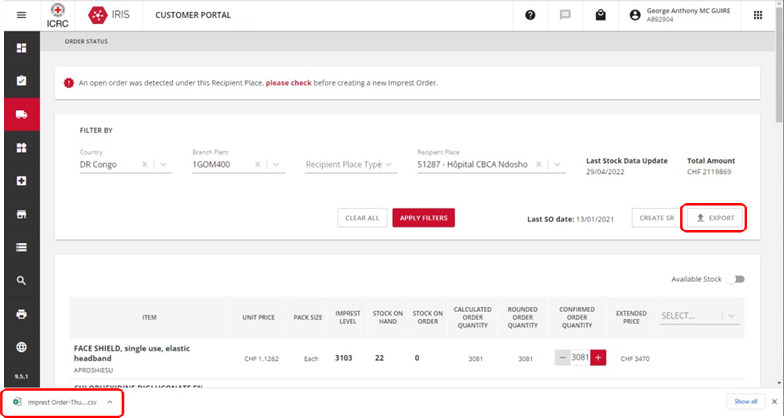 ICRC
IRIS
CUSTOMER PORTAL
George Anthony MC GUIRE
A892904
ORDER STATUS
An open order was detected under this Recipient Place, please check before creating a new Imprest Order.
FILTER BY
Country
DR Congo
Branch Plant
1GOM400
Recipient Place Type
Recipient Place
51287 - Hôpital CBCA Ndosho
Last Stock Data Update
29/04/2022
Total Amount
CHF 2119869
CLEAR ALL
APPLY FILTERS
Last SO date: 13/01/2021
CREATE SR
EXPORT
Available Stock
ITEM
UNIT PRICE
PACK SIZE
IMPREST LEVEL
STOCK ON HAND
STOCK ON ORDER
CALCULATED ORDER QUANTITY
ROUNDED ORDER QUANTITY
CONFIRMED ORDER QUANTITY
EXTENDED PRICE
SELECT...
FACE SHIELD, single use, elastic
headband
APROSHIESU
CHF 1.1262
Each
3103
22
0
3081
3081
3081
CHF 3470
9.5.1
Imprest Order-Thu....csv
Show all